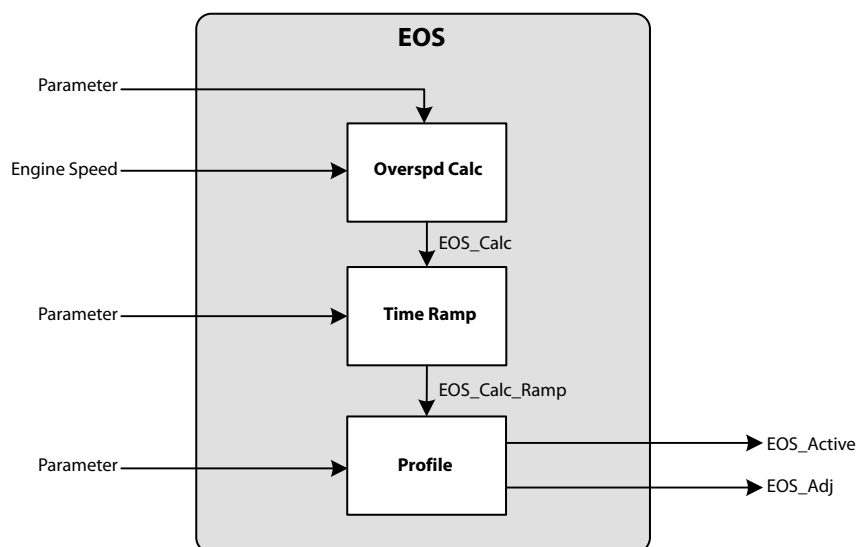 EOS
Parameter
Engine Speed
Overspd Calc
EOS_Calc
Parameter
Time Ramp
EOS_Calc_Ramp
Parameter
Profile
EOS_Active
EOS_Adj